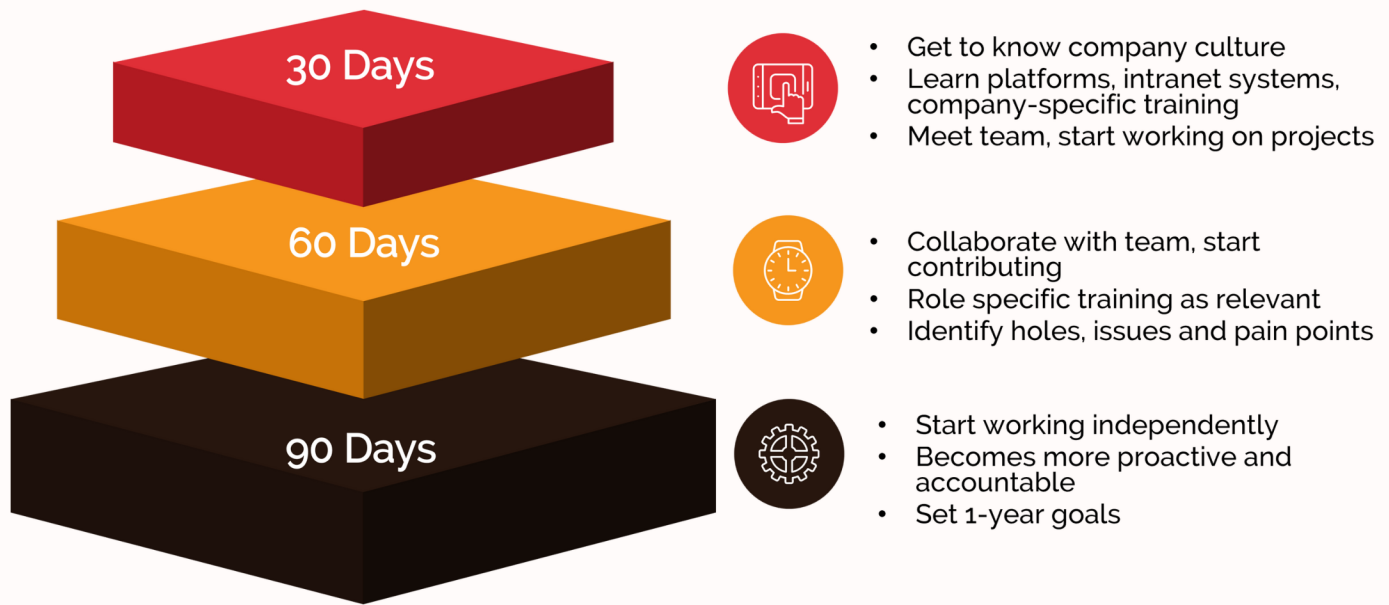 30 Days
• Get to know company culture
• Learn platforms, intranet systems,
company-specific training
• Meet team, start working on projects
60 Days
• Collaborate with team, start
contributing
• Role specific training as relevant
• Identify holes, issues and pain points
90 Days
• Start working independently
• Becomes more proactive and
accountable
• Set 1-year goals